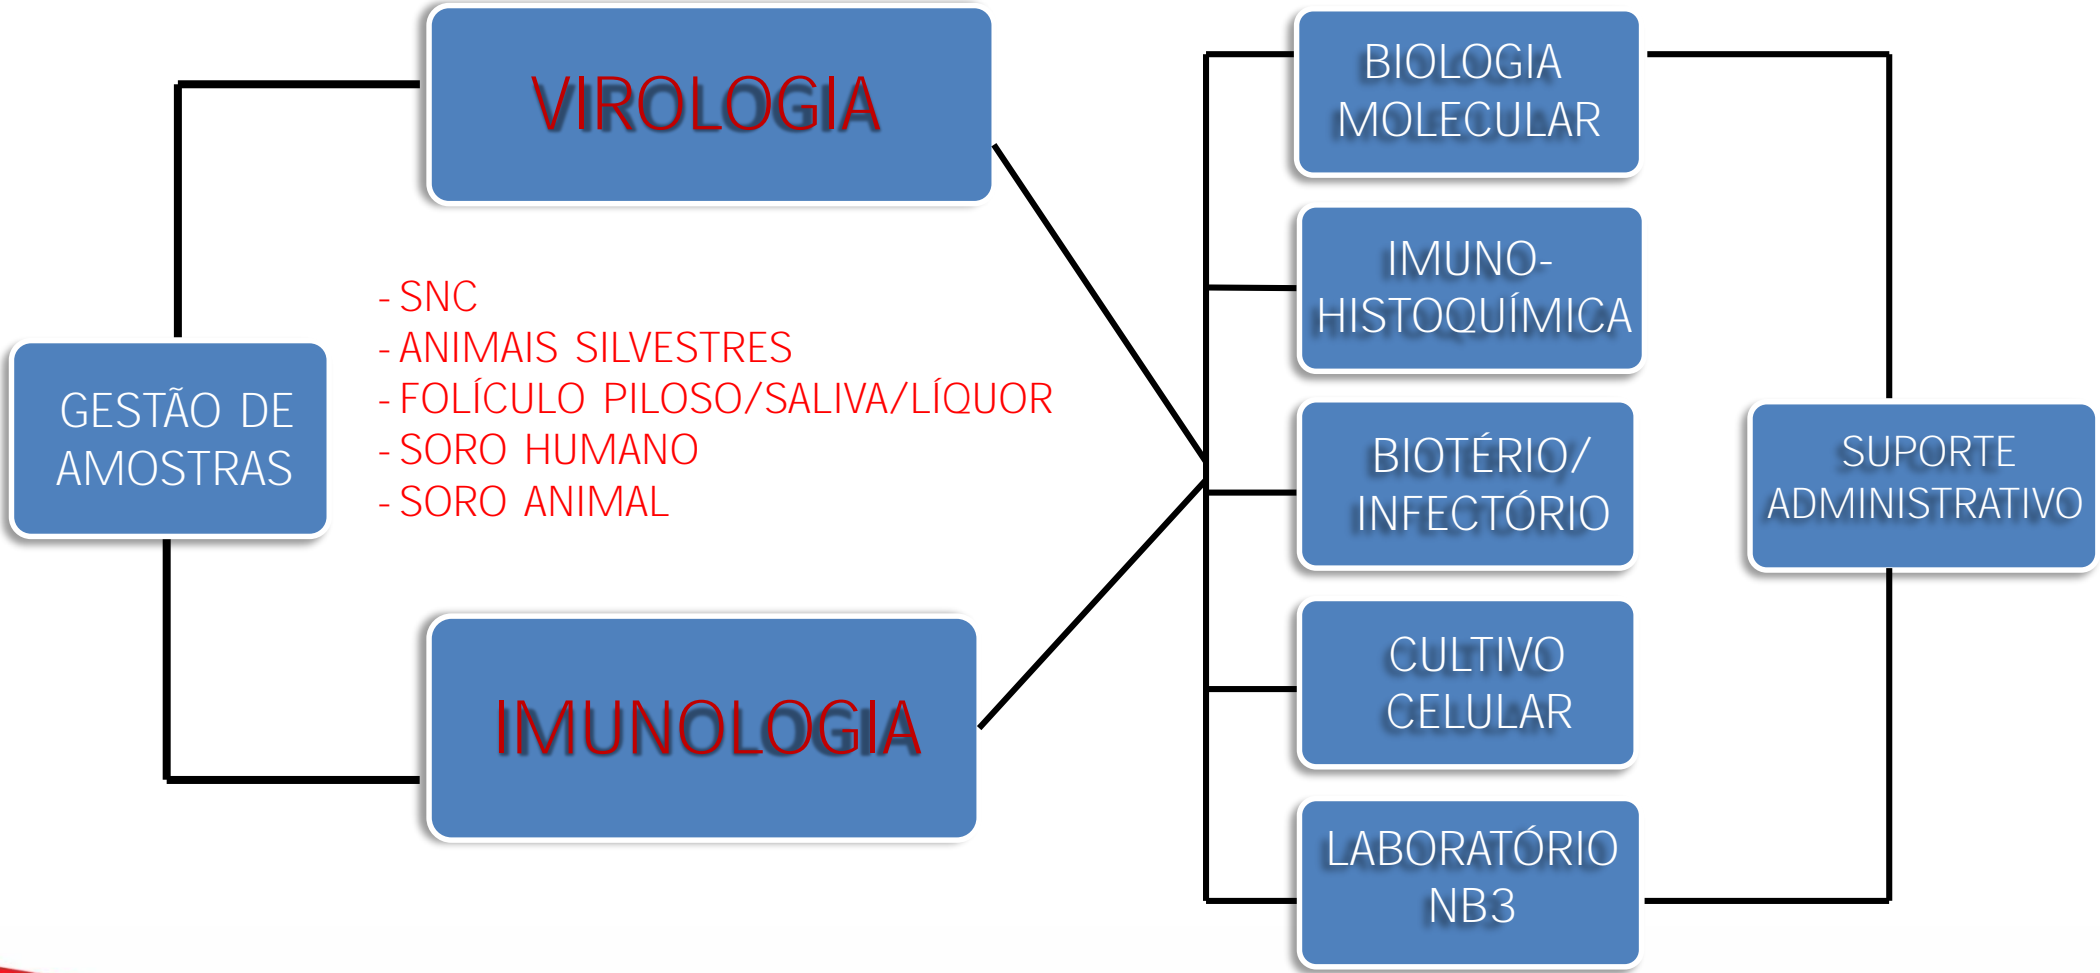 VIROLOGIA
GESTÃO DE
AMOSTRAS
- SNC
- ANIMAIS SILVESTRES
- FOLÍCULO PILOSO/SALIVA/LÍQUOR
- SORO HUMANO
- SORO ANIMAL
IMUNOLOGIA
BIOLOGIA
MOLECULAR
IMUNO-
HISTOQUÍMICA
BIOTÉRIO/
INFECTÓRIO
CULTIVO
CELULAR
LABORATÓRIO
NB3
SUPORTE
ADMINISTRATIVO